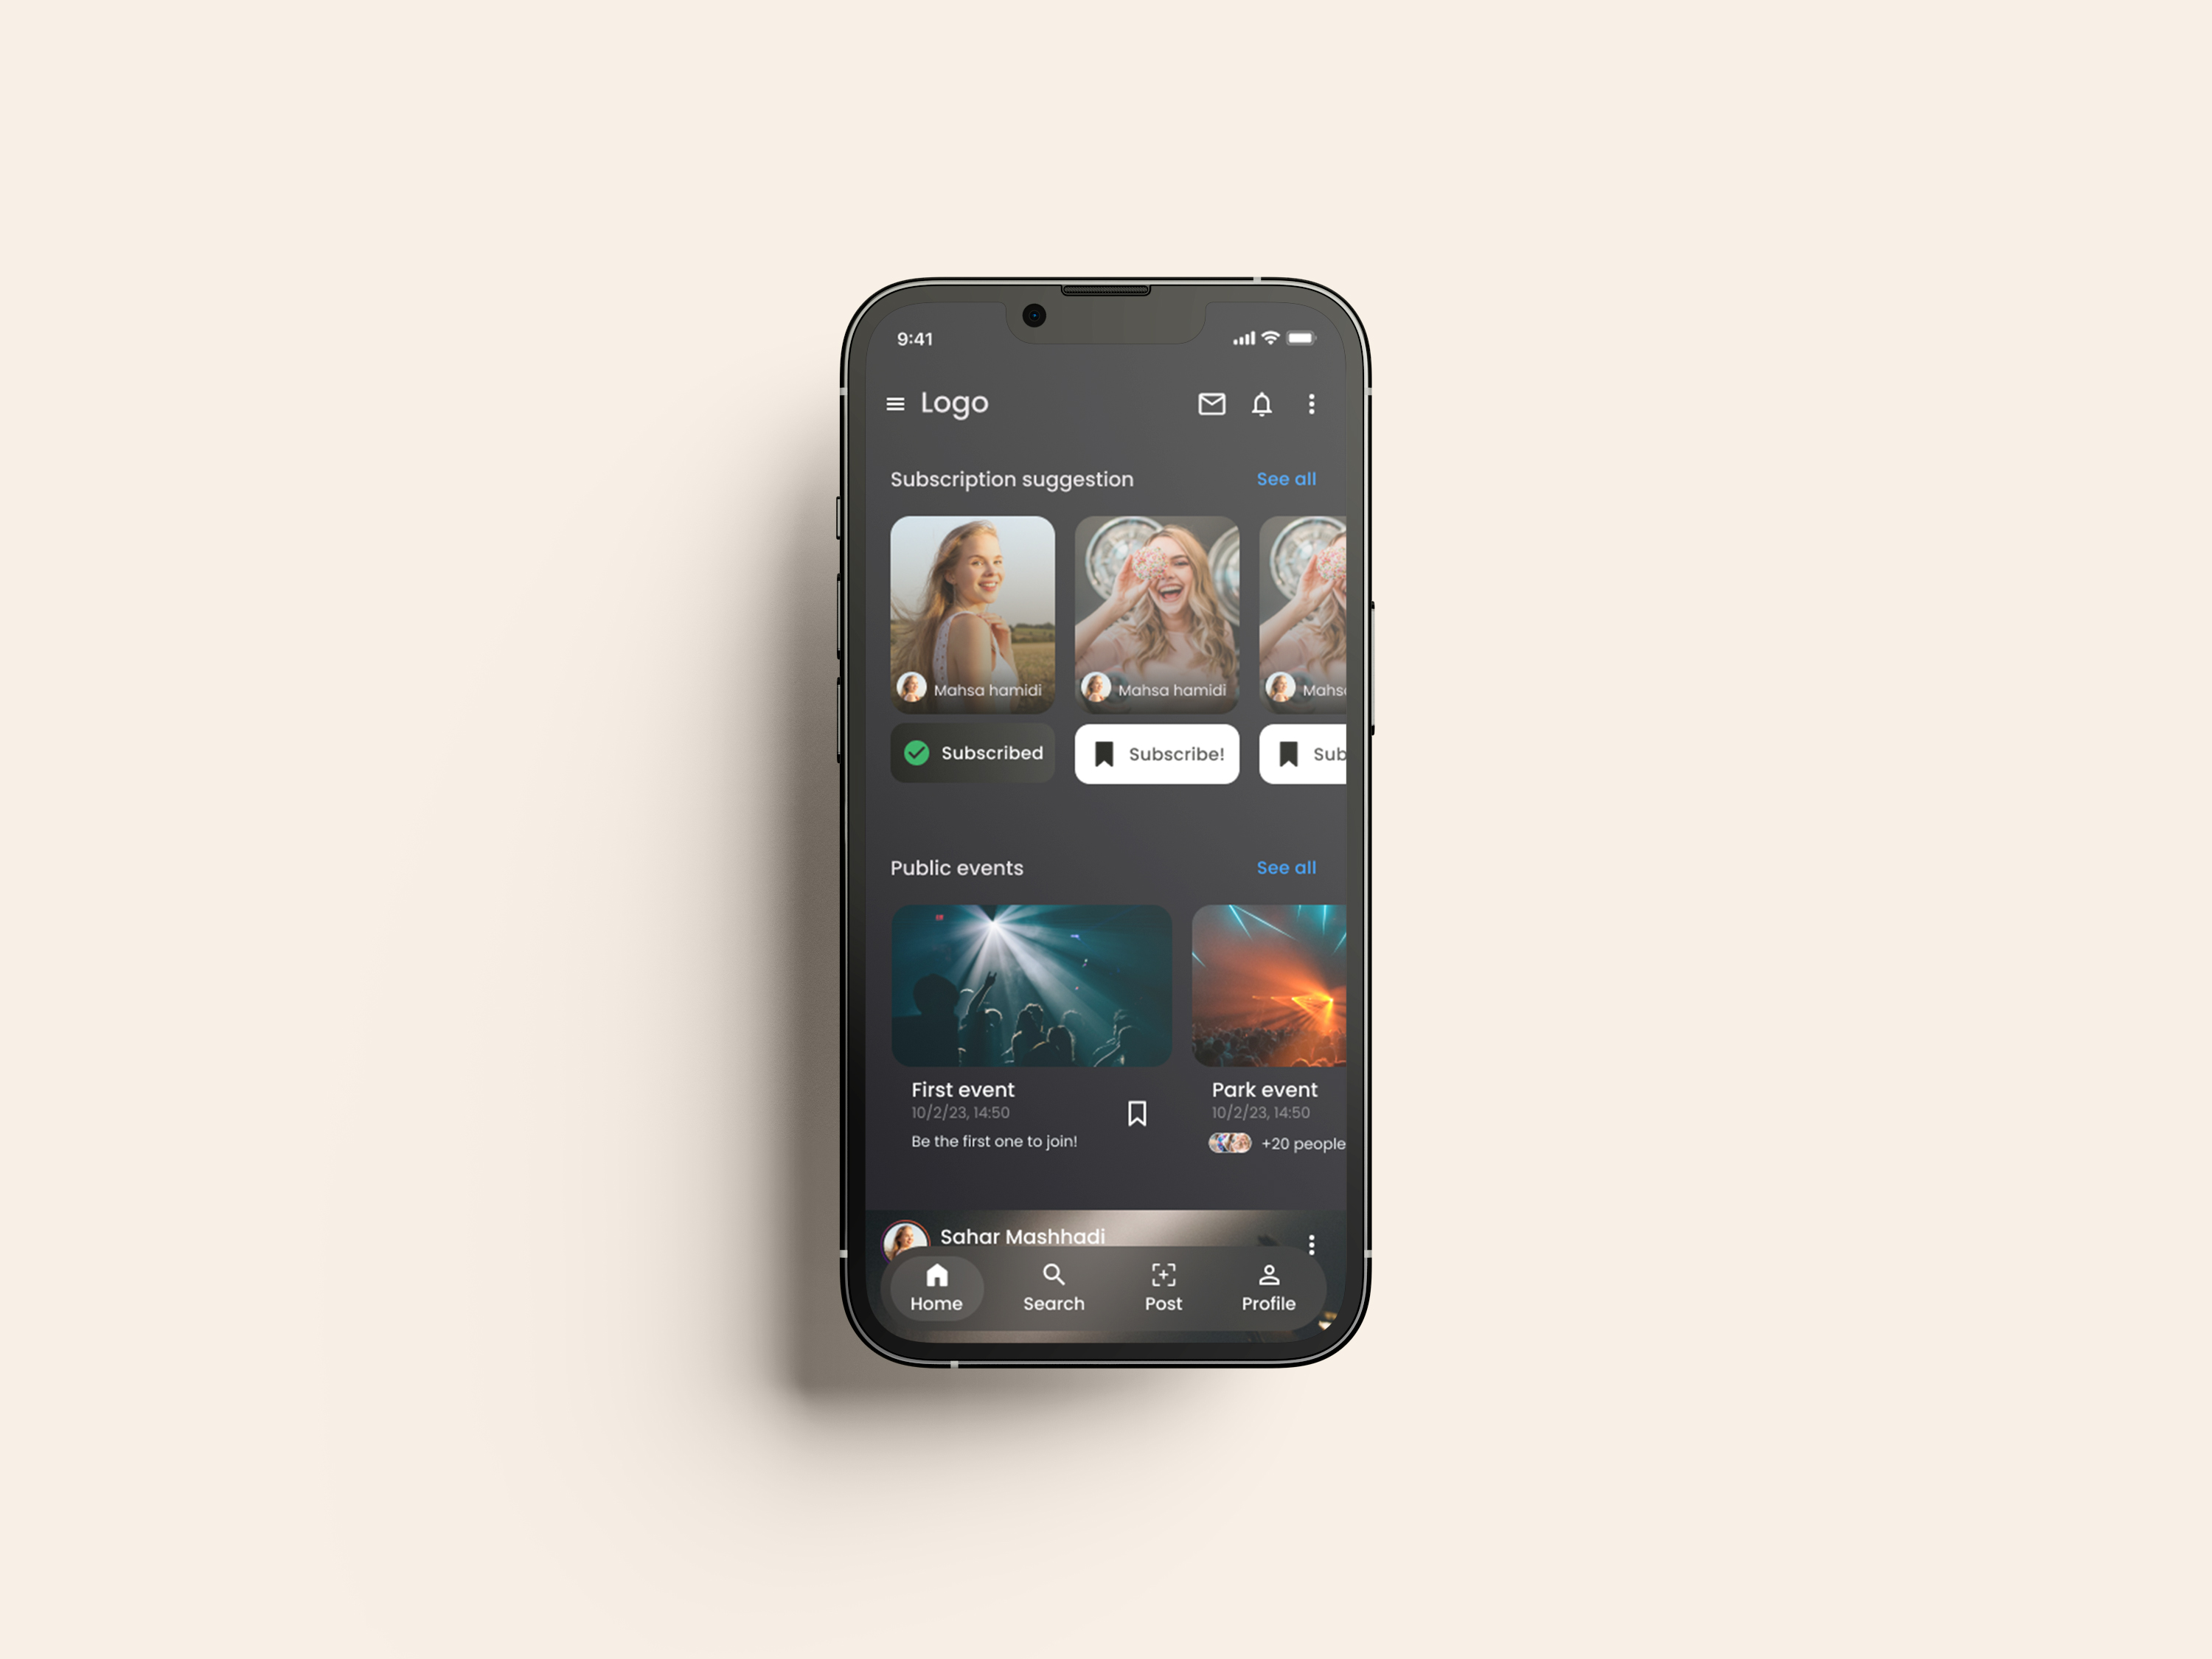 9:41
Logo
Subscription suggestion See all
Mahsa hamidi Mahsa hamidi Mahs
Subscribed Subscribe! Sub
Public events See all
First event Park event
10/2/23, 14:50 10/2/23, 14:50
Be the first one to join! +20 people
Sahar Mashhadi
Home Search Post Profile